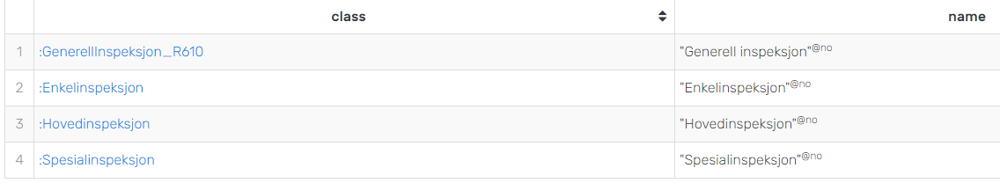 class name
1 :GenerellInspeksjon_R610 "Generell inspeksjon"@no
2 :Enkelinspeksjon "Enkelinspeksjon"@no
3 :Hovedinspeksjon "Hovedinspeksjon"@no
4 :Spesialinspeksjon "Spesialinspeksjon"@no